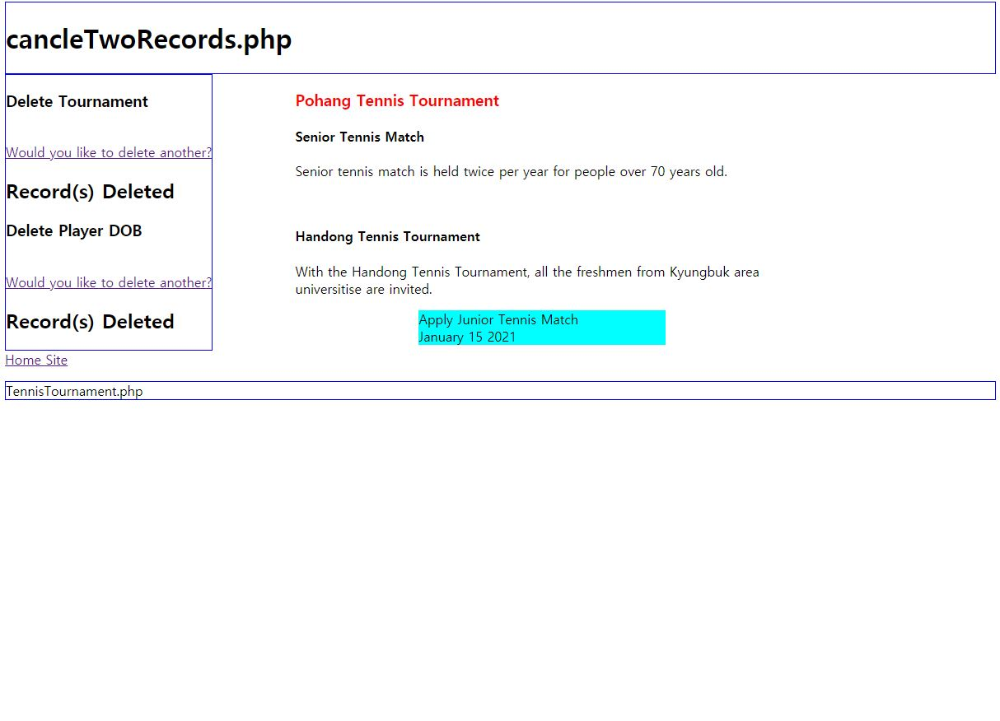 cancleTwoRecords.php
Delete Tournament
Would you like to delete another?
Record(s) Deleted
Delete Player DOB
Would you like to delete another?
Record(s) Deleted
Home Site
Pohang Tennis Tournament
Senior Tennis Match
Senior tennis match is held twice per year for people over 70 years old.
Handong Tennis Tournament
With the Handong Tennis Tournament, all the freshmen from Kyungbuk area
universitise are invited.
Apply Junior Tennis Match
January 15 2021
TennisTournament.php